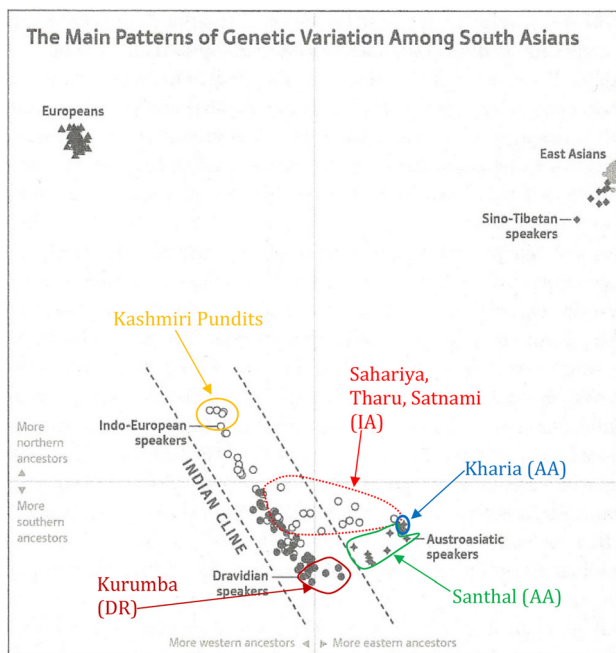 The Main Patterns of Genetic Variation Among South Asians
Europeans
East Asians
Sino-Tibetan
speakers
Kashmiri Pundits
Sahariya,
Tharu, Satnami
(IA)
Indo-European
speakers
More
northern
ancestors
More
southern
ancestors
INDIAN CLINE
Kharia (AA)
Austroasiatic
speakers
Kurumba
(DR)
Dravidian
speakers
Santhal (AA)
More western ancestors
More eastern ancestors